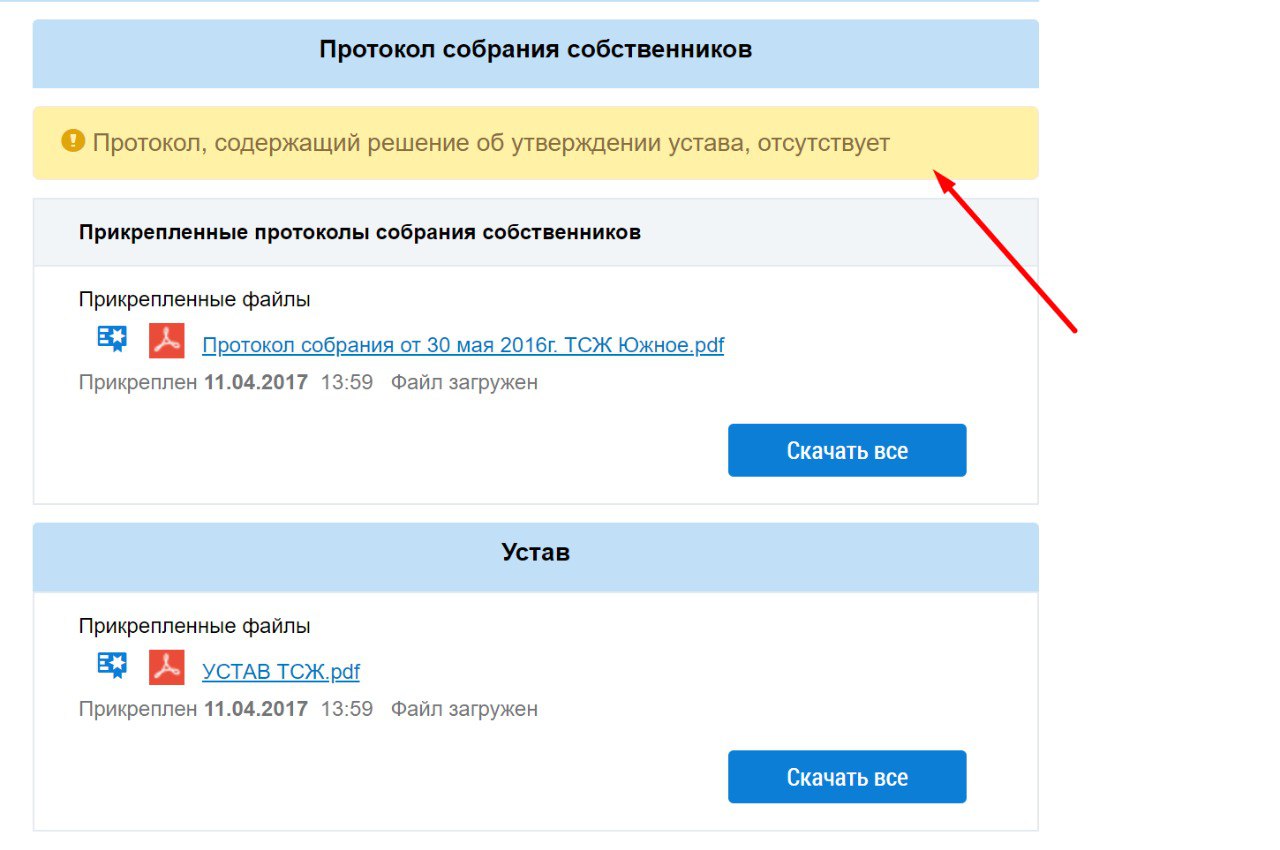 Протокол собрания собственников
Протокол, содержащий решение об утверждении устава, отсутствует
Прикрепленные протоколы собрания собственников
Прикрепленные файлы
Протокол собрания от 30 мая 2016г. ТСЖ Южное.pdf
Прикреплен 11.04.2017 13:59 Файл загружен
Скачать все
Устав
Прикрепленные файлы
УСТАВ ТСЖ.pdf
Прикреплен 11.04.2017 13:59 Файл загружен
Скачать все